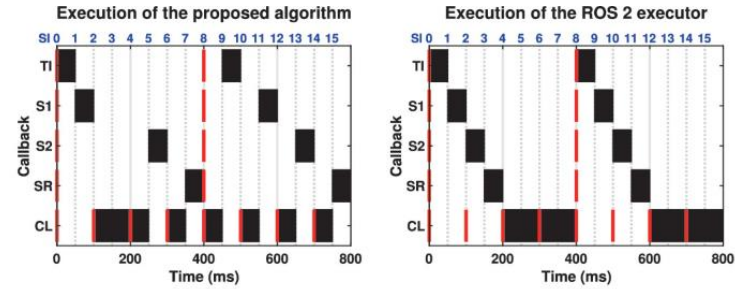 Execution of the proposed algorithm
SI 0 1 2 3 4 5 6 7 8 9 10 11 12 13 14 15
TI
S1
S2
SR
CL
Callback
0 200 400 600 800
Time (ms)
Execution of the ROS 2 executor
0 1 2 3 4 5 6 7 8 9 10 11 12 13 14 15
TI
S1
S2
SR
CL
Callback
0 200 400 600 800
Time (ms)